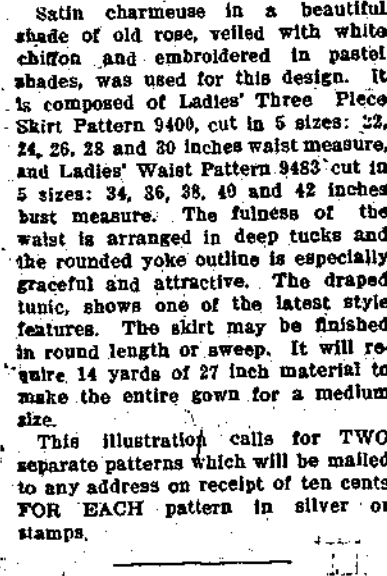 Satin charmeuse in a beautiful
shade of old rose, veiled with white
chiffon and embroidered in pastel
shades, was used for this design. It
is composed of Ladies' Three Piece
Skirt Pattern 9400, cut in 5 sizes: 22,
24, 26, 28 and 30 inches waist measure,
and Ladies' Waist Pattern 9483 cut in
5 sizes: 34, 36, 38, 40 and 42 inches
bust measure. The fulness of the
waist is arranged in deep tucks and
the rounded yoke outline is especially
graceful and attractive. The draped
tunic, shows one of the latest style
features. The skirt may be finished
in round length or sweep. It will re-
quire 14 yards of 27 inch material to
make the entire gown for a medium
size.
This illustration calls for TWO
separate patterns which will be mailed
to any address on receipt of ten cents
FOR EACH pattern in silver or
stamps.